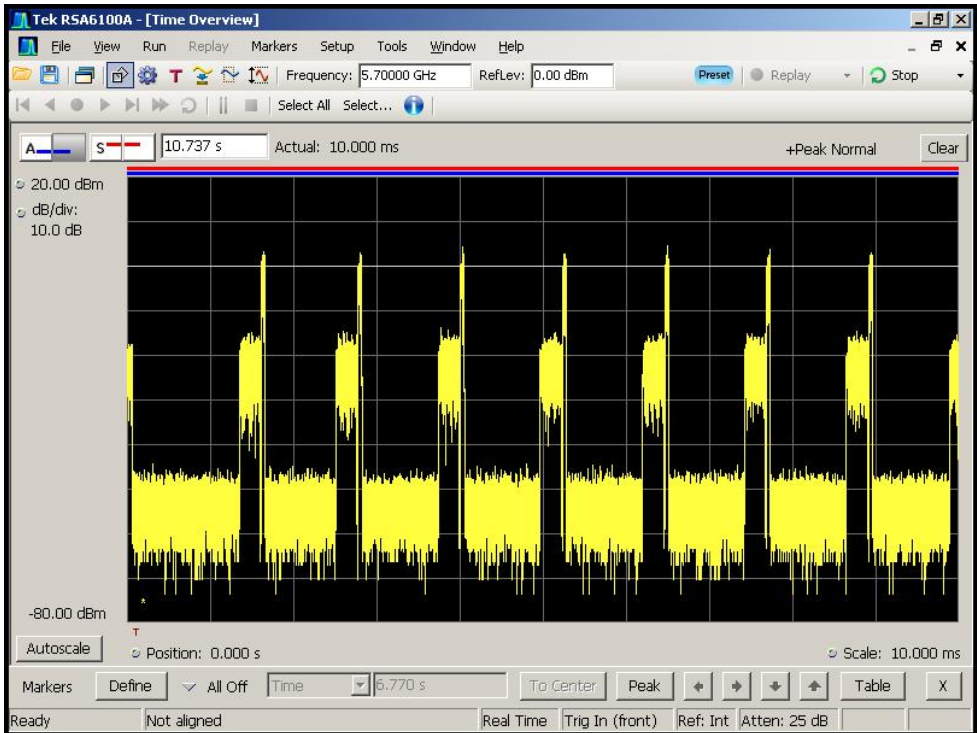 Tek RSA6100A - [Time Overview]
File View Run Replay Markers Setup Tools Window Help
T Frequency: 5.70000 GHz RefLev: 0.00 dBm Preset Replay Stop
Select All Select...
A S 10.737 s Actual: 10.000 ms +Peak Normal Clear
20.00 dBm
dB/div:
10.0 dB
-80.00 dBm
T
Autoscale Position: 0.000 s Scale: 10.000 ms
Markers Define All Off Time 6.770 s To Center Peak Table X
Ready Not aligned Real Time Trig In (front) Ref: Int Atten: 25 dB